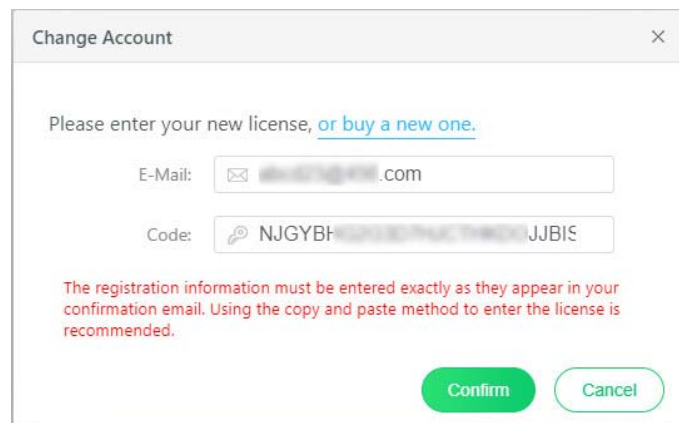 Change Account
Please enter your new license, or buy a new one.
E-Mail: .com
Code: NJGYBH JJBIS
The registration information must be entered exactly as they appear in your
confirmation email. Using the copy and paste method to enter the license is
recommended.
Confirm Cancel